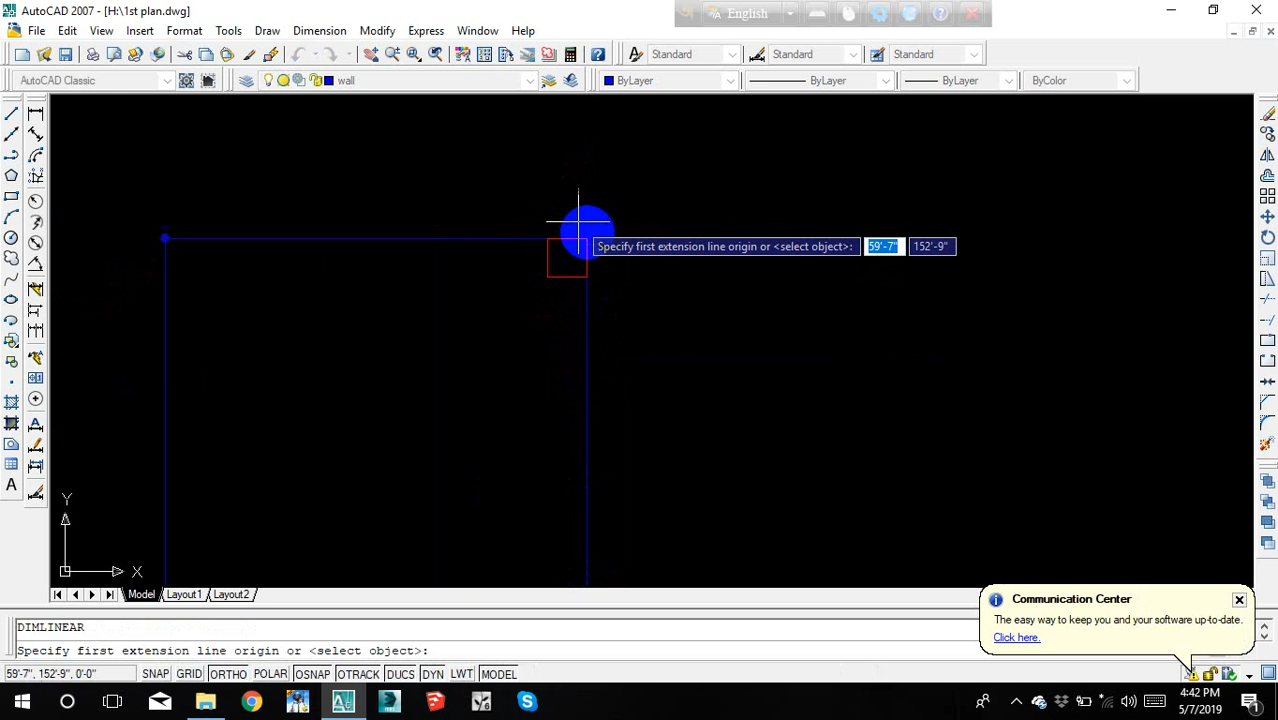 AutoCAD 2007 - [H:\1st plan.dwg]
English
File Edit View Insert Format Tools Draw Dimension Modify Express Window Help
Standard Standard Standard
AutoCAD Classic wall ByLayer ByLayer ByLayer ByColor
Specify first extension line origin or <select object>: 59'-7" 152'-9"
A
Y
X
Model Layout1 Layout2
Communication Center
The easy way to keep you and your software up-to-date.
Click here.
DIMLINEAR
Specify first extension line origin or <select object>:
59'-7", 152'-9", 0'-0" SNAP GRID ORTHO POLAR OSNAP OTRACK DUCS DYN LWT MODEL
4:42 PM
5/7/2019